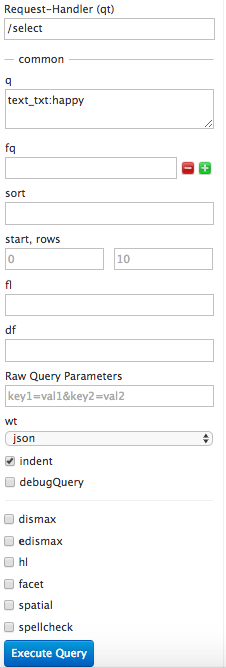 Request-Handler (qt)
/select
common
q
text_txt:happy
fq
sort
start, rows
0 10
fl
df
Raw Query Parameters
key1=val1&key2=val2
wt
json
indent
debugQuery
dismax
edismax
hl
facet
spatial
spellcheck
Execute Query